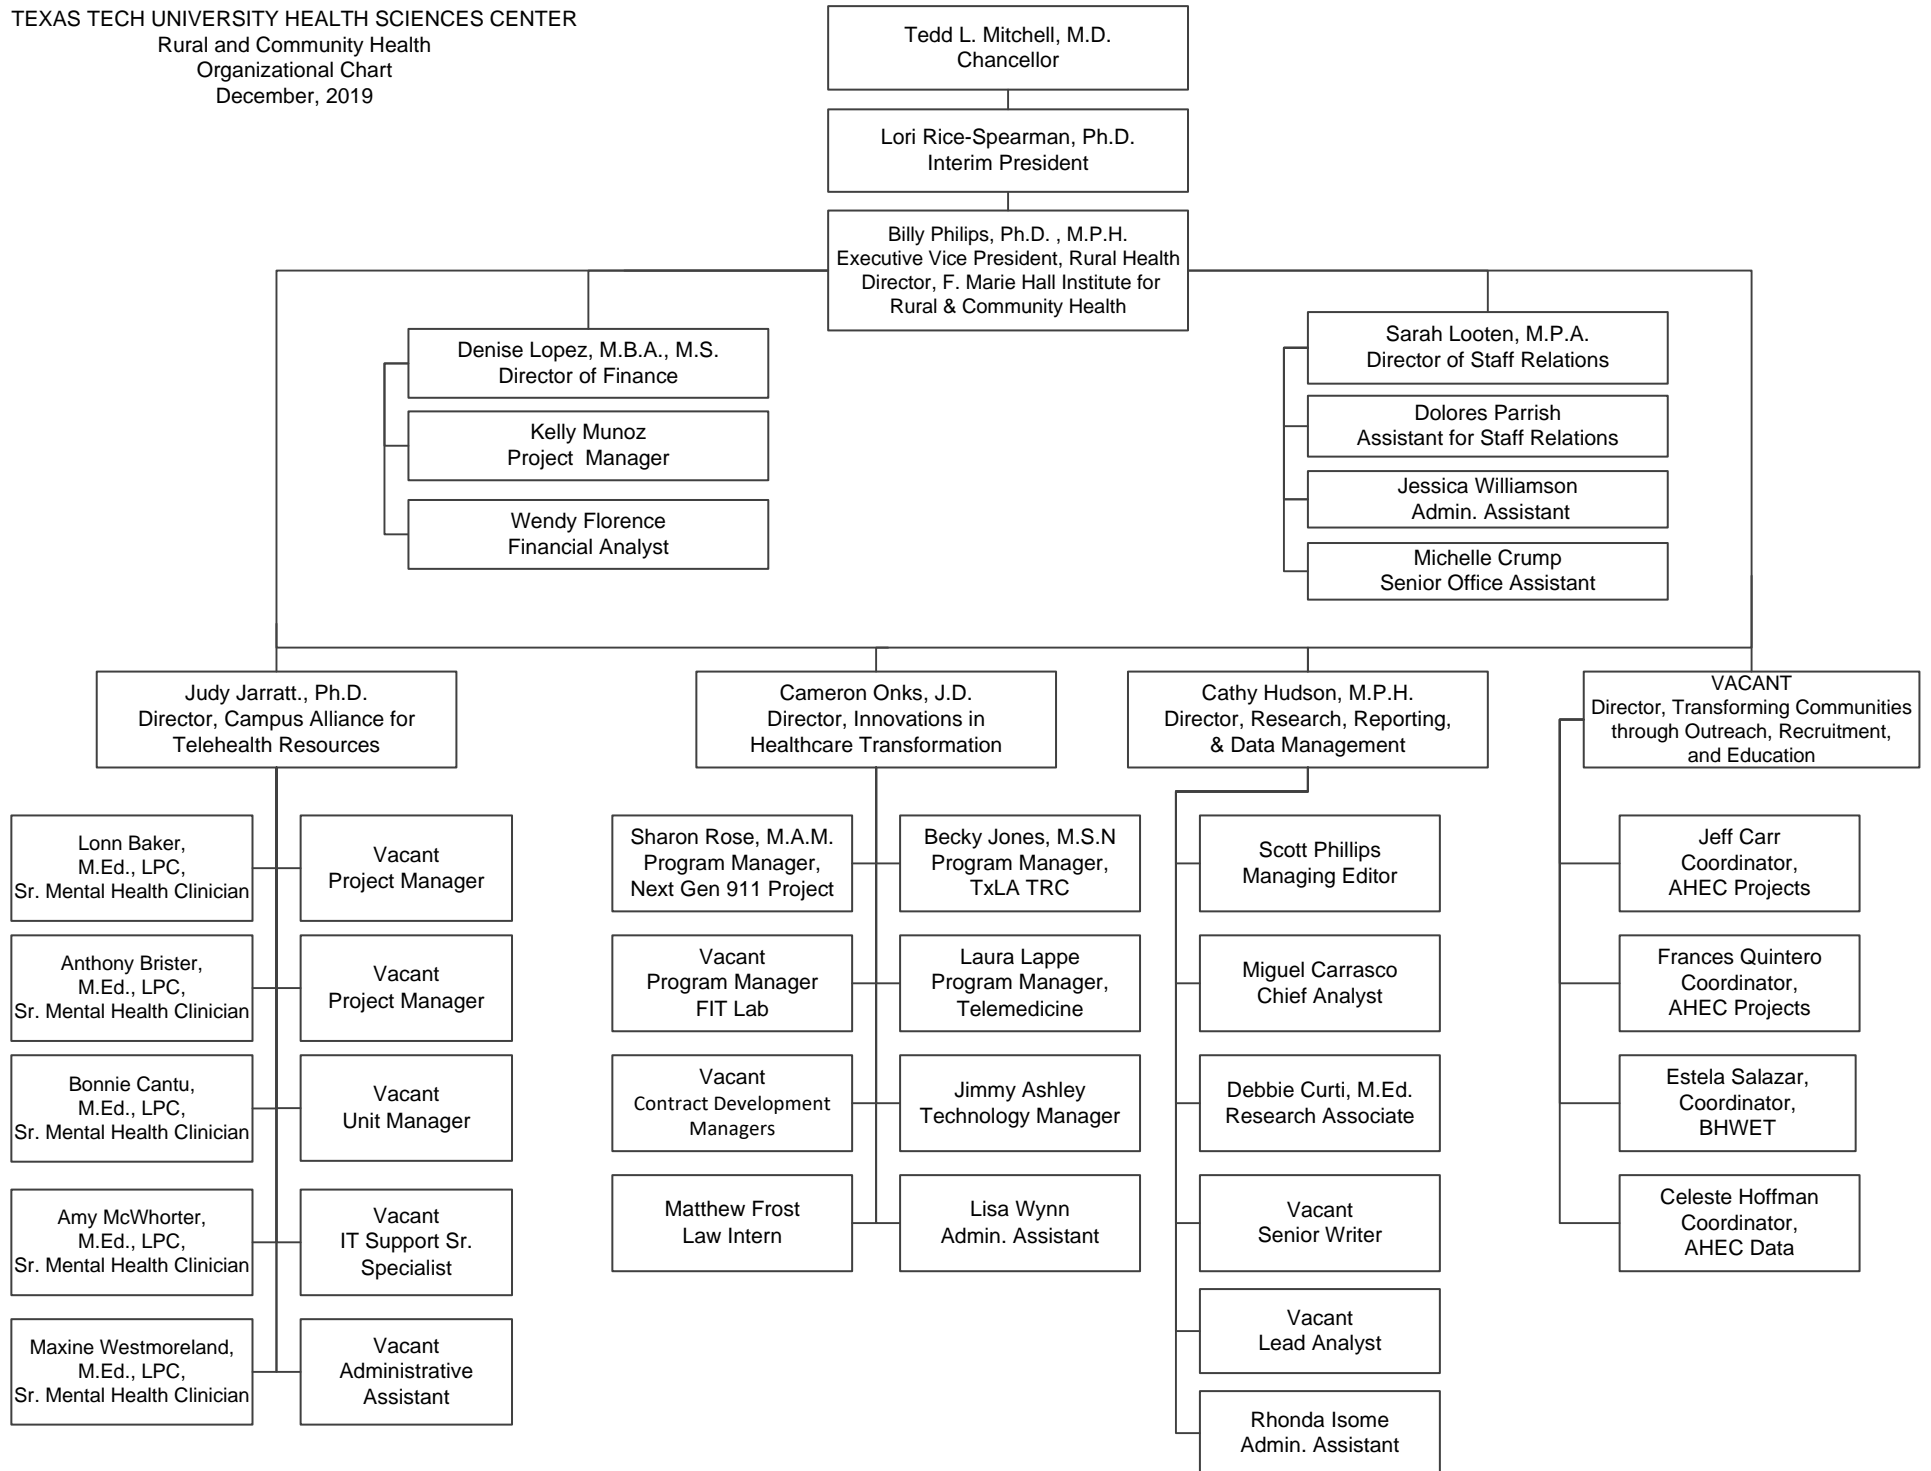 TEXAS TECH UNIVERSITY HEALTH SCIENCES CENTER
Rural and Community Health
Organizational Chart
December, 2019
Tedd L. Mitchell, M.D.
Chancellor
Lori Rice-Spearman, Ph.D.
Interim President
Billy Philips, Ph.D. , M.P.H.
Executive Vice President, Rural Health
Director, F. Marie Hall Institute for
Rural & Community Health
Denise Lopez, M.B.A., M.S.
Director of Finance
Kelly Munoz
Project Manager
Wendy Florence
Financial Analyst
Sarah Looten, M.P.A.
Director of Staff Relations
Dolores Parrish
Assistant for Staff Relations
Jessica Williamson
Admin. Assistant
Michelle Crump
Senior Office Assistant
Judy Jarratt., Ph.D.
Director, Campus Alliance for
Telehealth Resources
Lonn Baker,
M.Ed., LPC,
Sr. Mental Health Clinician
Vacant
Project Manager
Anthony Brister,
M.Ed., LPC,
Sr. Mental Health Clinician
Vacant
Project Manager
Bonnie Cantu,
M.Ed., LPC,
Sr. Mental Health Clinician
Vacant
Unit Manager
Amy McWhorter,
M.Ed., LPC,
Sr. Mental Health Clinician
Vacant
IT Support Sr.
Specialist
Maxine Westmoreland,
M.Ed., LPC,
Sr. Mental Health Clinician
Vacant
Administrative
Assistant
Cameron Onks, J.D.
Director, Innovations in
Healthcare Transformation
Sharon Rose, M.A.M.
Program Manager,
Next Gen 911 Project
Becky Jones, M.S.N
Program Manager,
TxLA TRC
Vacant
Program Manager
FIT Lab
Laura Lappe
Program Manager,
Telemedicine
Vacant
Contract Development
Managers
Jimmy Ashley
Technology Manager
Matthew Frost
Law Intern
Lisa Wynn
Admin. Assistant
Cathy Hudson, M.P.H.
Director, Research, Reporting,
& Data Management
Scott Phillips
Managing Editor
Miguel Carrasco
Chief Analyst
Debbie Curti, M.Ed.
Research Associate
Vacant
Senior Writer
Vacant
Lead Analyst
Rhonda Isome
Admin. Assistant
VACANT
Director, Transforming Communities
through Outreach, Recruitment,
and Education
Jeff Carr
Coordinator,
AHEC Projects
Frances Quintero
Coordinator,
AHEC Projects
Estela Salazar,
Coordinator,
BHWET
Celeste Hoffman
Coordinator,
AHEC Data